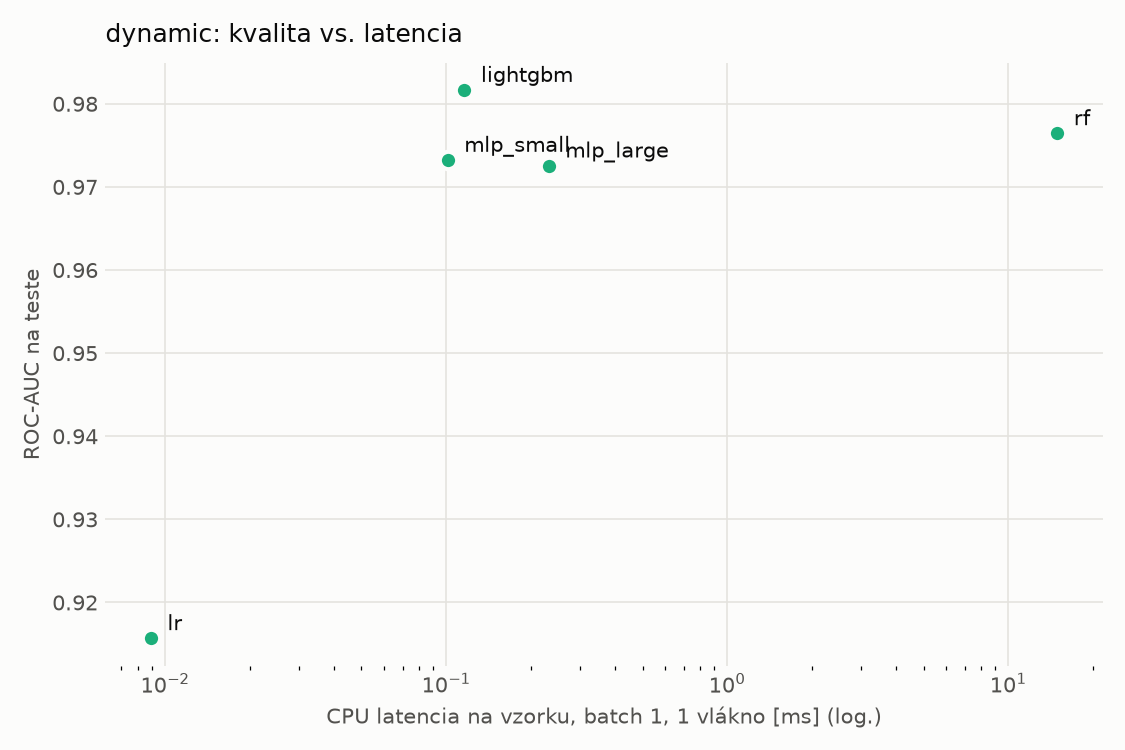 dynamic: kvalita vs. latencia
lightgbm
0.98
rf
mlp_small
mlp_large
0.97
0.96
0.95
0.94
0.93
0.92
lr
ROC-AUC na teste
10⁻² 10⁻¹ 10⁰ 10¹
CPU latencia na vzorku, batch 1, 1 vlákno [ms] (log.)